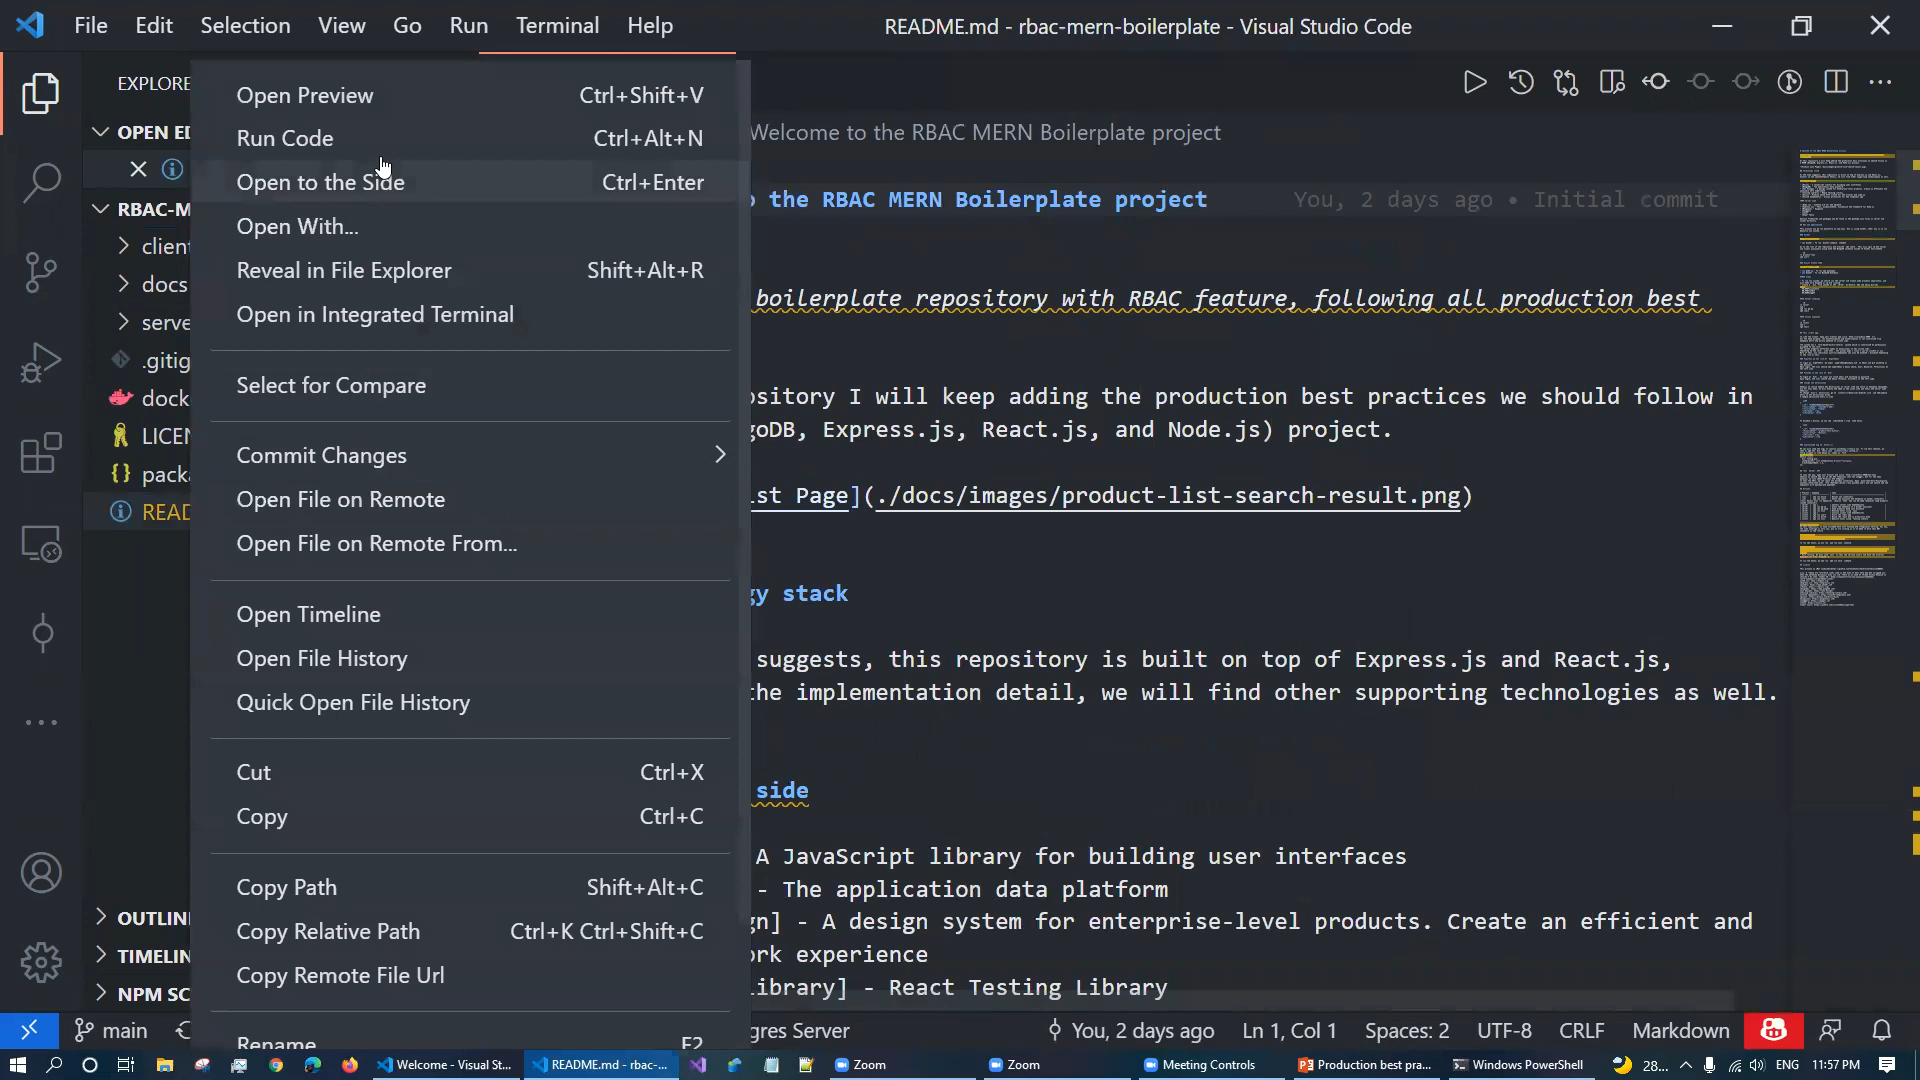 File Edit Selection View Go Run Terminal Help
README.md - rbac-mern-boilerplate - Visual Studio Code
EXPLORE
OPEN ED
RBAC-M
client
docs
serve
.gitig
dock
LICEN
packa
READ
OUTLIN
TIMELIN
NPM SC
Open Preview Ctrl+Shift+V
Run Code Ctrl+Alt+N
Open to the Side Ctrl+Enter
Open With...
Reveal in File Explorer Shift+Alt+R
Open in Integrated Terminal
Select for Compare
Commit Changes
Open File on Remote
Open File on Remote From...
Open Timeline
Open File History
Quick Open File History
Cut Ctrl+X
Copy Ctrl+C
Copy Path Shift+Alt+C
Copy Relative Path Ctrl+K Ctrl+Shift+C
Copy Remote File Url
Rename F2
Welcome to the RBAC MERN Boilerplate project
the RBAC MERN Boilerplate project You, 2 days ago • Initial commit
boilerplate repository with RBAC feature, following all production best
sitory I will keep adding the production best practices we should follow in
goDB, Express.js, React.js, and Node.js) project.
st Page](./docs/images/product-list-search-result.png)
gy stack
suggests, this repository is built on top of Express.js and React.js,
the implementation detail, we will find other supporting technologies as well.
side
A JavaScript library for building user interfaces
- The application data platform
gn] - A design system for enterprise-level products. Create an efficient and
rk experience
ibrary] - React Testing Library
main
gres Server
You, 2 days ago Ln 1, Col 1 Spaces: 2 UTF-8 CRLF Markdown
Welcome - Visual St... README.md - rbac-... Zoom Zoom Meeting Controls Production best pra... Windows PowerShell 28... ENG 11:57 PM